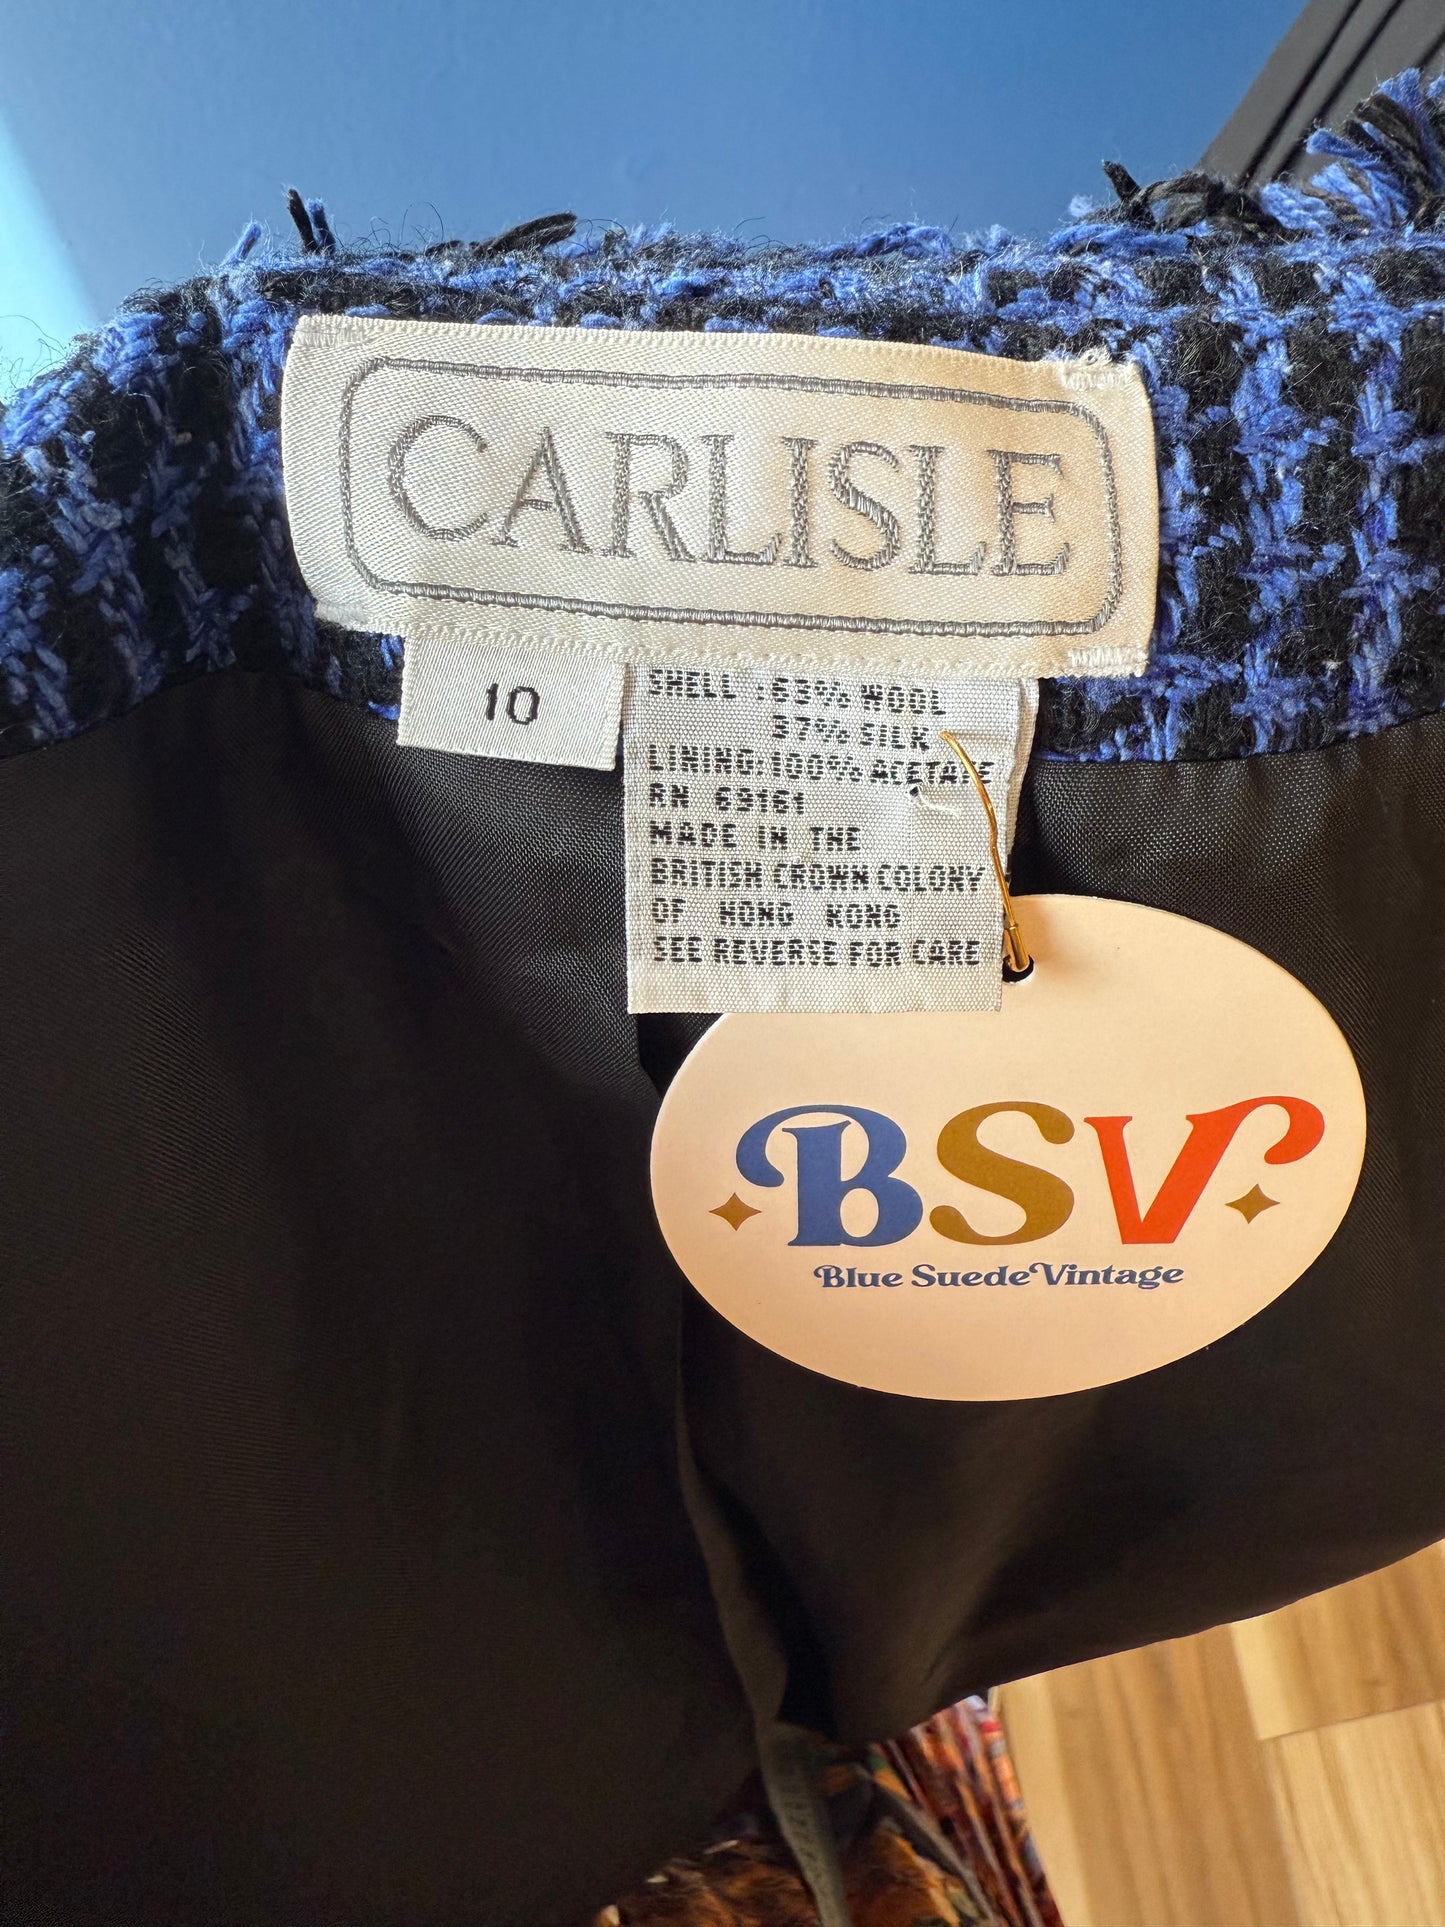 CARLISLE
10
SHELL : 63% WOOL
37% SILK
LINING: 100% ACETATE
RN 69161
MADE IN THE
BRITISH CROWN COLONY
OF HONG KONG
SEE REVERSE FOR CARE
BSV
Blue Suede Vintage